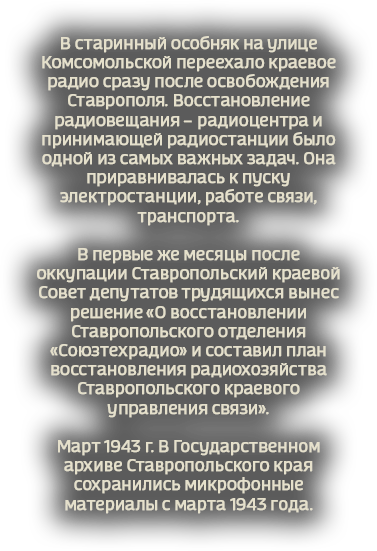 В старинный особняк на улице
Комсомольской переехало краевое
радио сразу после освобождения
Ставрополя. Восстановление
радиовещания – радиоцентра и
принимающей радиостанции было
одной из самых важных задач. Она
приравнивалась к пуску
электростанции, работе связи,
транспорта.
В первые же месяцы после
оккупации Ставропольский краевой
Совет депутатов трудящихся вынес
решение «О восстановлении
Ставропольского отделения
«Союзтехрадио» и составил план
восстановления радиохозяйства
Ставропольского краевого
управления связи».
Март 1943 г. В Государственном
архиве Ставропольского края
сохранились микрофонные
материалы с марта 1943 года.